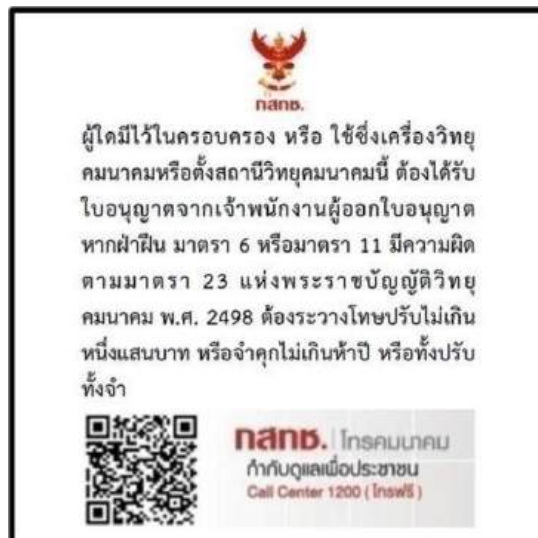 กสทช.
ผู้ใดมีไว้ในครอบครอง หรือ ใช้ซึ่งเครื่องวิทยุ
คมนาคมหรือตั้งสถานีวิทยุคมนาคมนี้ ต้องได้รับ
ใบอนุญาตจากเจ้าพนักงานผู้ออกใบอนุญาต
หากฝ่าฝืน มาตรา 6 หรือมาตรา 11 มีความผิด
ตามมาตรา 23 แห่งพระราชบัญญัติวิทยุ
คมนาคม พ.ศ. 2498 ต้องระวางโทษปรับไม่เกิน
หนึ่งแสนบาท หรือจำคุกไม่เกินห้าปี หรือทั้งปรับ
ทั้งจำ
กสทช. | โทรคมนาคม
กำกับดูแลเพื่อประชาชน
Call Center 1200 ( โทรฟรี )